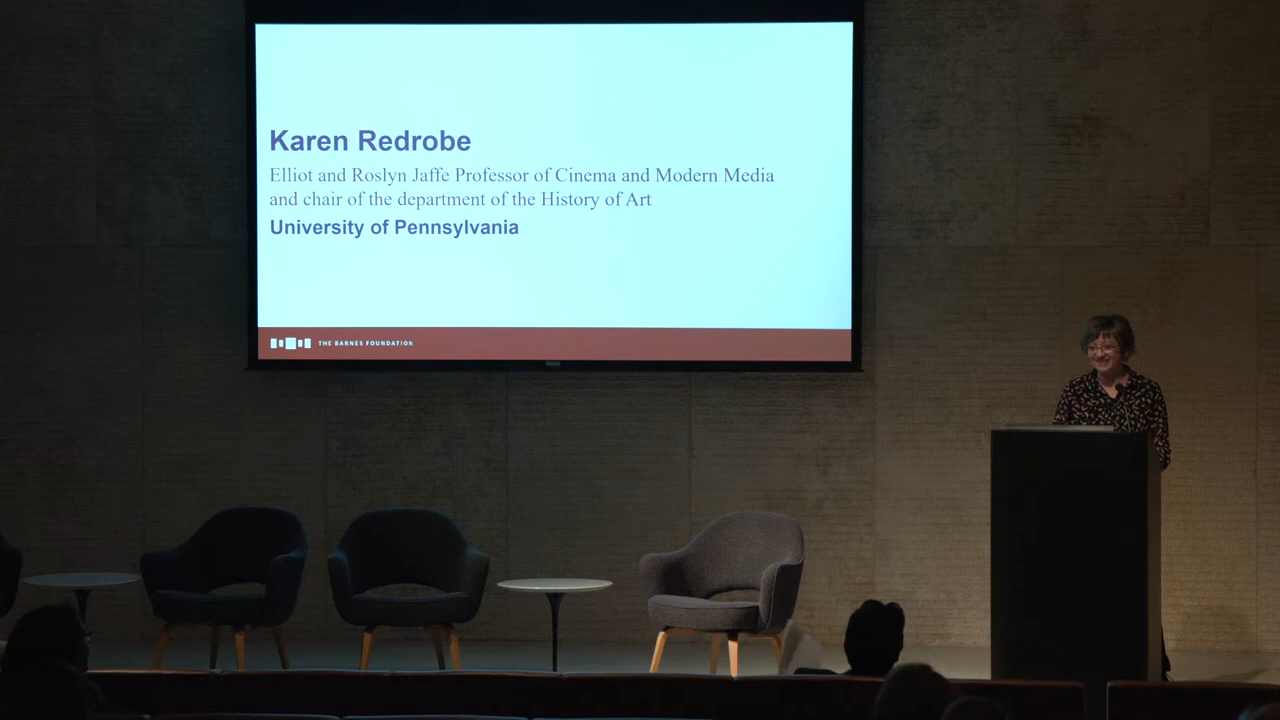 Karen Redrobe
Elliot and Roslyn Jaffe Professor of Cinema and Modern Media
and chair of the department of the History of Art
University of Pennsylvania
THE BARNES FOUNDATION